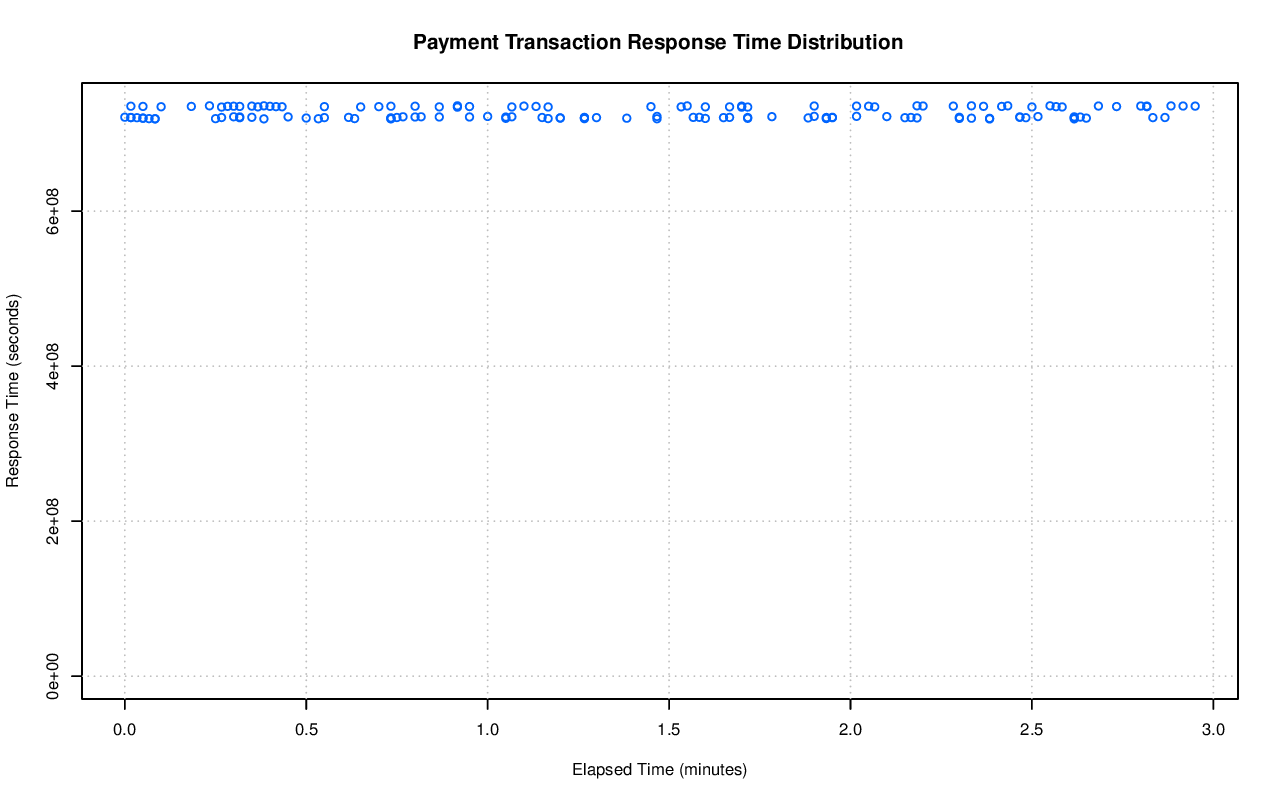 Payment Transaction Response Time Distribution
Response Time (seconds)
6e+08
4e+08
2e+08
0e+00
0.0 0.5 1.0 1.5 2.0 2.5 3.0
Elapsed Time (minutes)